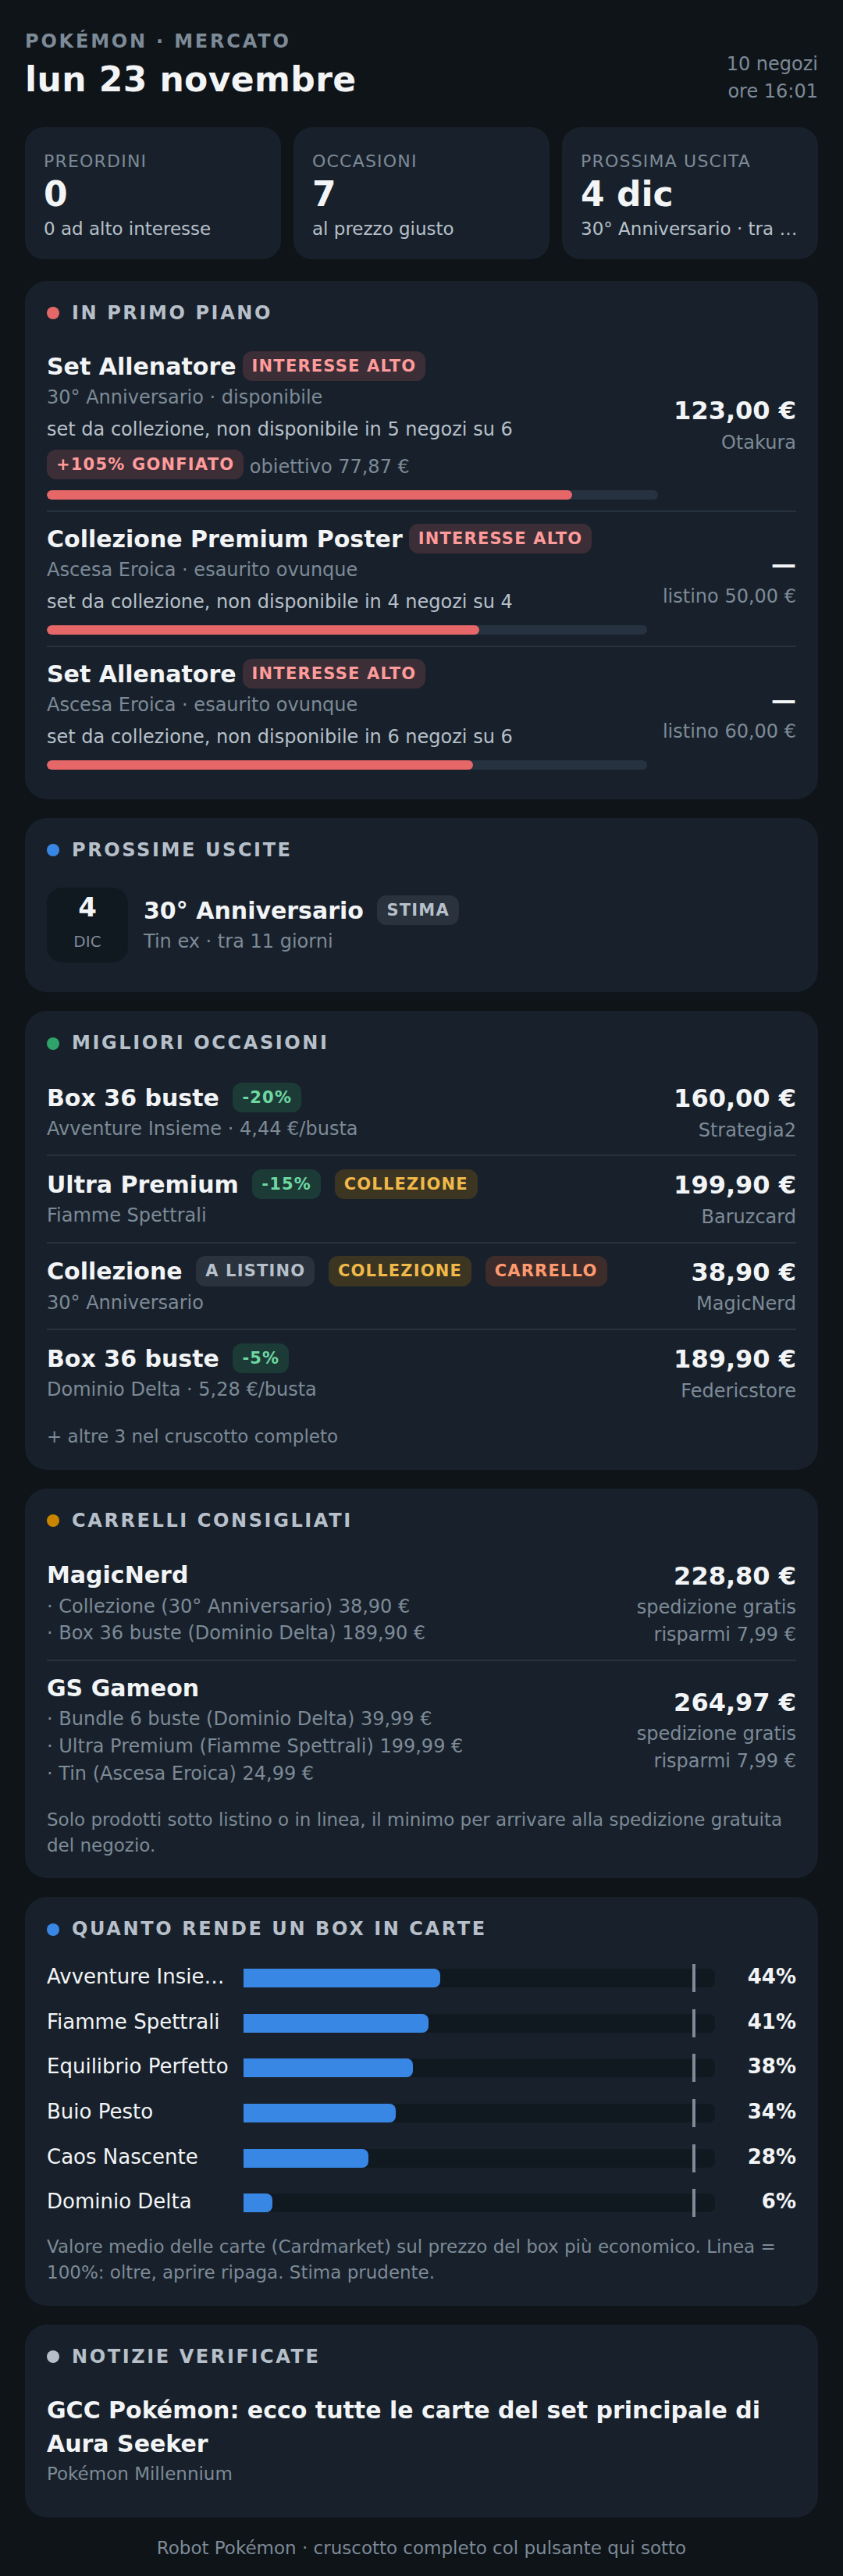 POKÉMON · MERCATO
lun 23 novembre
10 negozi
ore 16:01
PREORDINI
0
0 ad alto interesse
OCCASIONI
7
al prezzo giusto
PROSSIMA USCITA
4 dic
30° Anniversario · tra …
IN PRIMO PIANO
Set Allenatore INTERESSE ALTO
30° Anniversario · disponibile
set da collezione, non disponibile in 5 negozi su 6
+105% GONFIATO obiettivo 77,87 €
123,00 €
Otakura
Collezione Premium Poster INTERESSE ALTO
Ascesa Eroica · esaurito ovunque
set da collezione, non disponibile in 4 negozi su 4
—
listino 50,00 €
Set Allenatore INTERESSE ALTO
Ascesa Eroica · esaurito ovunque
set da collezione, non disponibile in 6 negozi su 6
—
listino 60,00 €
PROSSIME USCITE
4
DIC
30° Anniversario STIMA
Tin ex · tra 11 giorni
MIGLIORI OCCASIONI
Box 36 buste -20%
Avventure Insieme · 4,44 €/busta
160,00 €
Strategia2
Ultra Premium -15% COLLEZIONE
Fiamme Spettrali
199,90 €
Baruzcard
Collezione A LISTINO COLLEZIONE CARRELLO
30° Anniversario
38,90 €
MagicNerd
Box 36 buste -5%
Dominio Delta · 5,28 €/busta
189,90 €
Federicstore
+ altre 3 nel cruscotto completo
CARRELLI CONSIGLIATI
MagicNerd
· Collezione (30° Anniversario) 38,90 €
· Box 36 buste (Dominio Delta) 189,90 €
228,80 €
spedizione gratis
risparmi 7,99 €
GS Gameon
· Bundle 6 buste (Dominio Delta) 39,99 €
· Ultra Premium (Fiamme Spettrali) 199,99 €
· Tin (Ascesa Eroica) 24,99 €
264,97 €
spedizione gratis
risparmi 7,99 €
Solo prodotti sotto listino o in linea, il minimo per arrivare alla spedizione gratuita
del negozio.
QUANTO RENDE UN BOX IN CARTE
Avventure Insie… 44%
Fiamme Spettrali 41%
Equilibrio Perfetto 38%
Buio Pesto 34%
Caos Nascente 28%
Dominio Delta 6%
Valore medio delle carte (Cardmarket) sul prezzo del box più economico. Linea =
100%: oltre, aprire ripaga. Stima prudente.
NOTIZIE VERIFICATE
GCC Pokémon: ecco tutte le carte del set principale di
Aura Seeker
Pokémon Millennium
Robot Pokémon · cruscotto completo col pulsante qui sotto